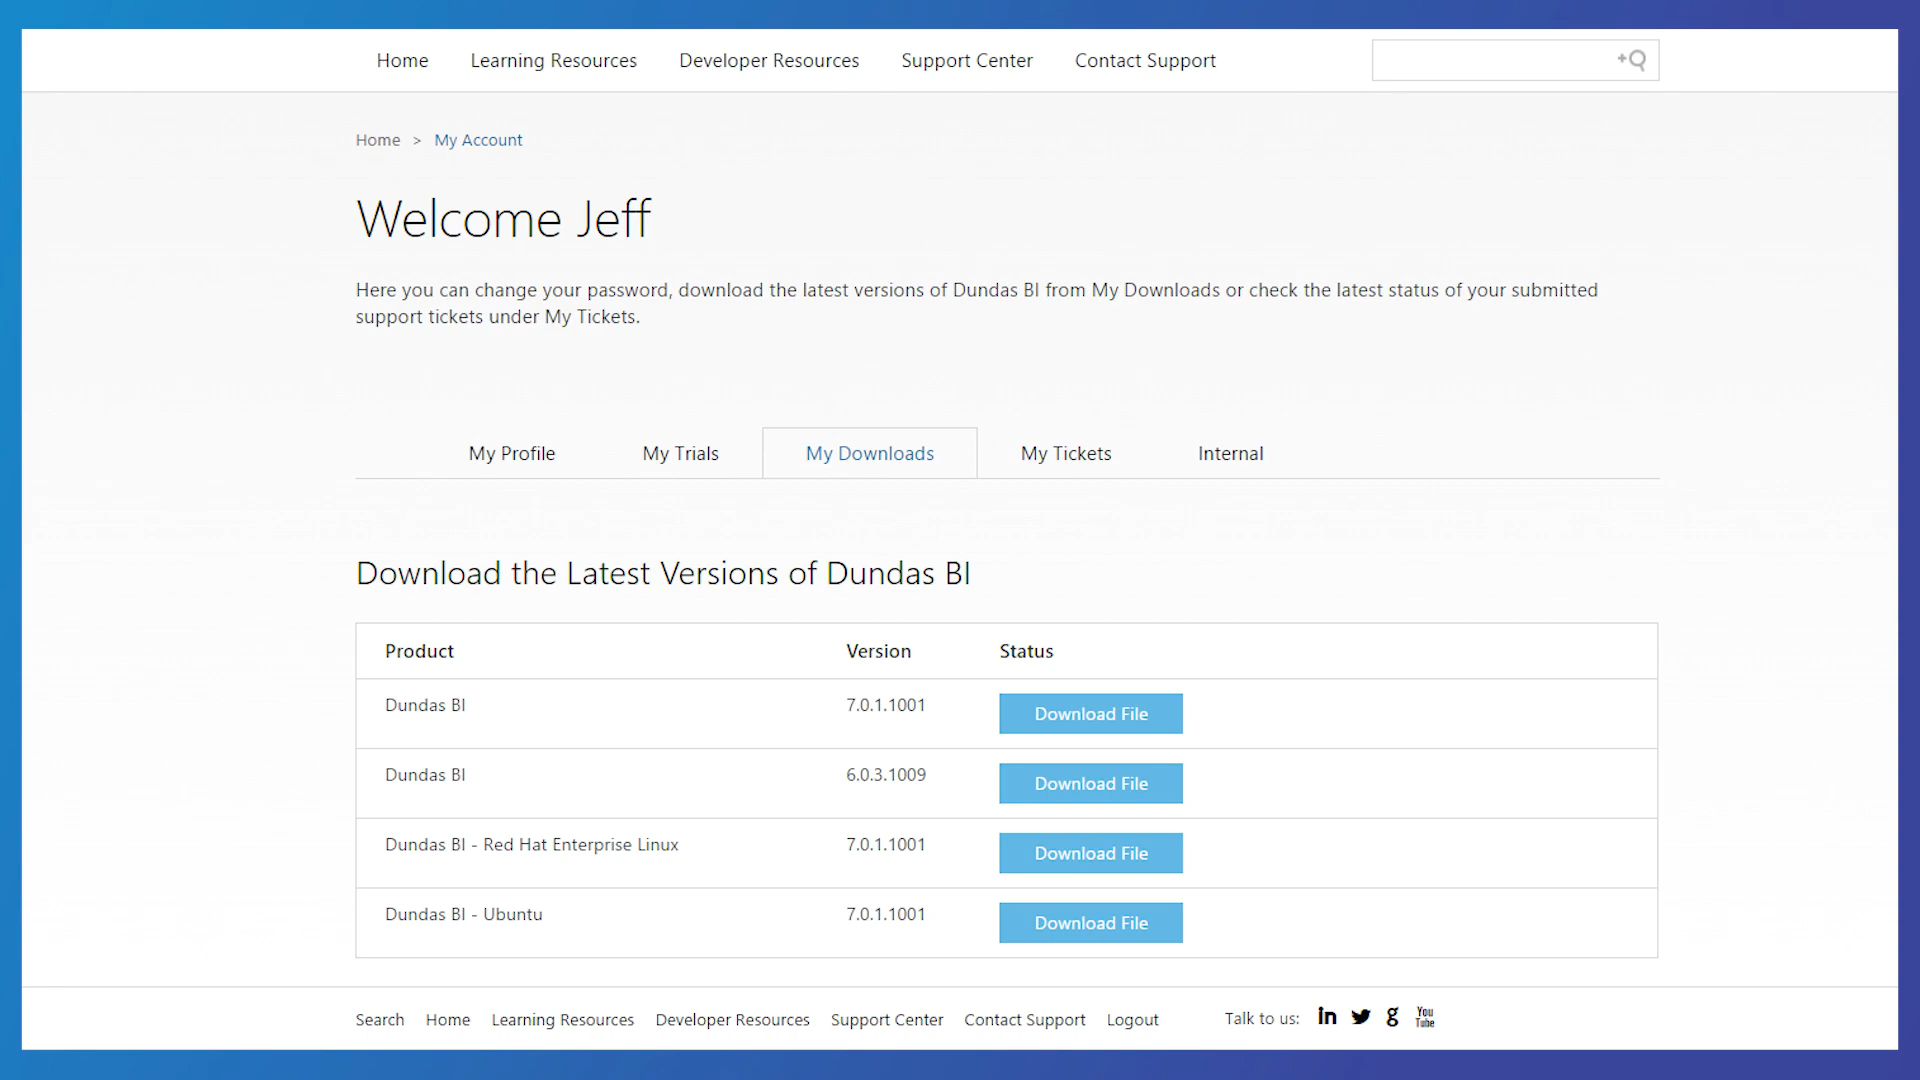 Home Learning Resources Developer Resources Support Center Contact Support
Home > My Account
Welcome Jeff
Here you can change your password, download the latest versions of Dundas BI from My Downloads or check the latest status of your submitted
support tickets under My Tickets.
My Profile My Trials My Downloads My Tickets Internal
Download the Latest Versions of Dundas BI
Product Version Status
Dundas BI 7.0.1.1001 Download File
Dundas BI 6.0.3.1009 Download File
Dundas BI - Red Hat Enterprise Linux 7.0.1.1001 Download File
Dundas BI - Ubuntu 7.0.1.1001 Download File
Search Home Learning Resources Developer Resources Support Center Contact Support Logout Talk to us: in g You
Tube